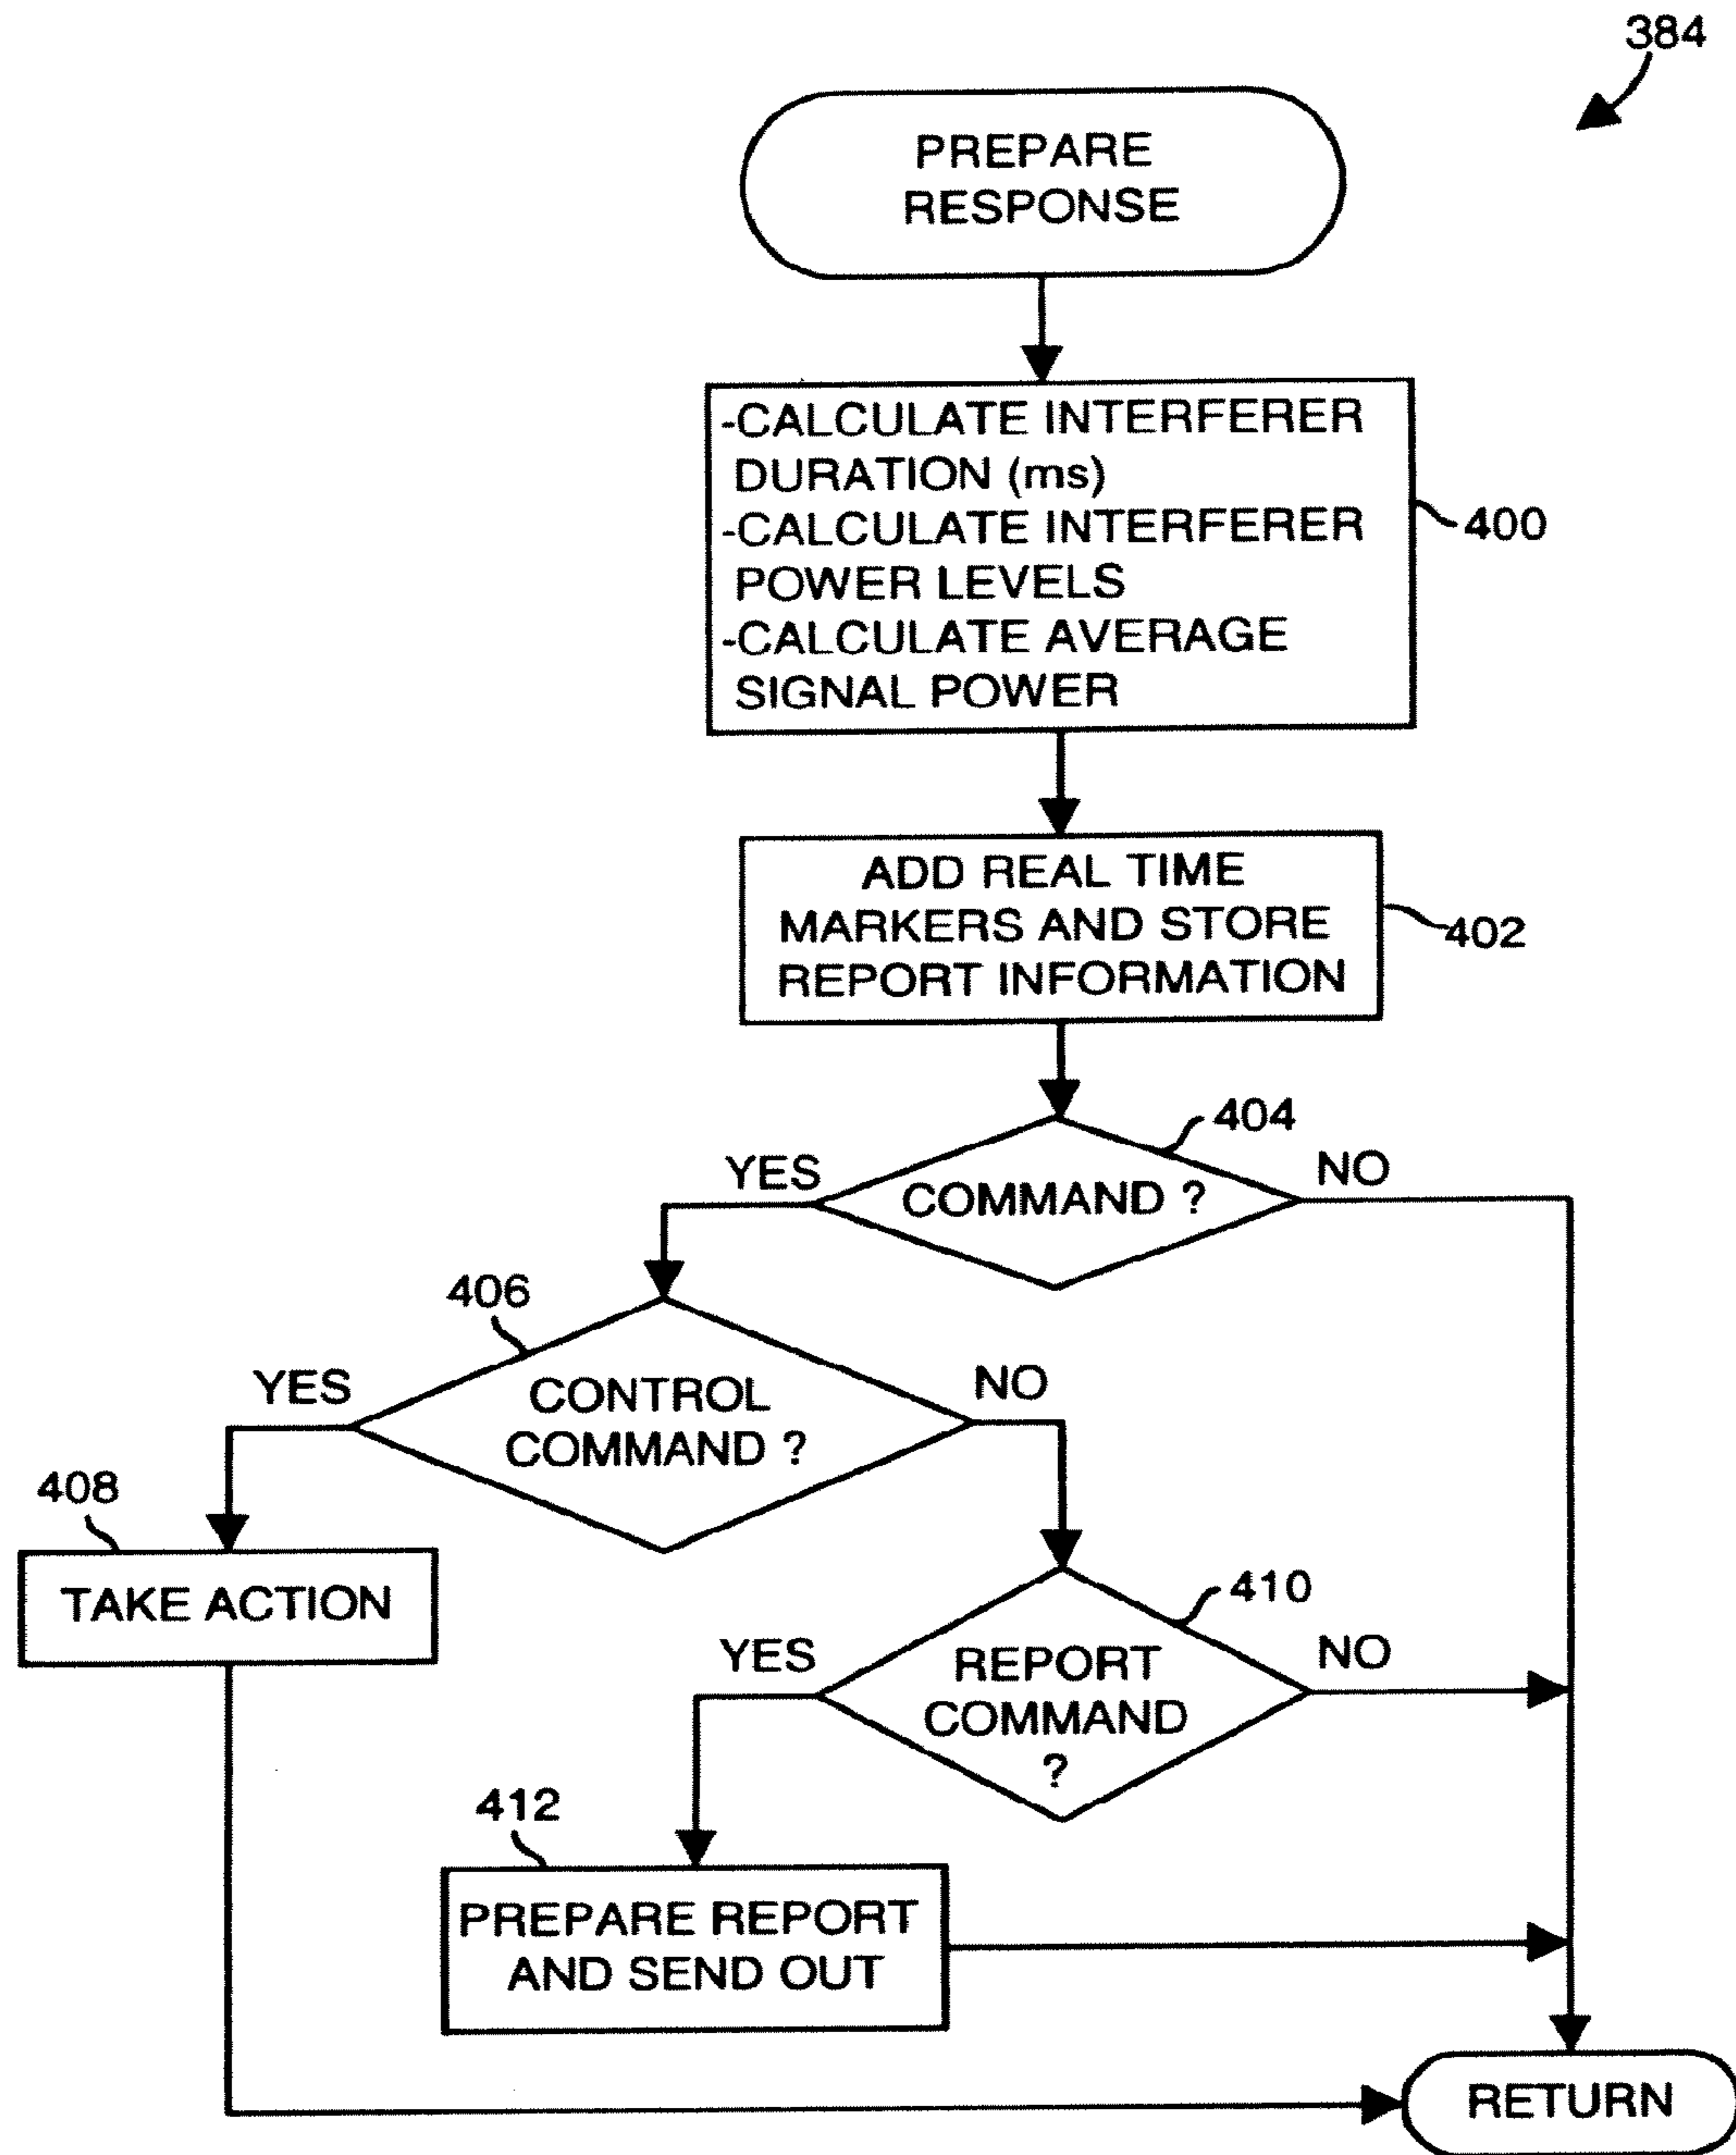 384
PREPARE
RESPONSE
-CALCULATE INTERFERER
DURATION (ms)
-CALCULATE INTERFERER
POWER LEVELS
-CALCULATE AVERAGE
SIGNAL POWER
400
ADD REAL TIME
MARKERS AND STORE
REPORT INFORMATION
402
404
YES
COMMAND ?
NO
406
YES
CONTROL
COMMAND ?
NO
408
TAKE ACTION
410
YES
REPORT
COMMAND
?
NO
412
PREPARE REPORT
AND SEND OUT
RETURN